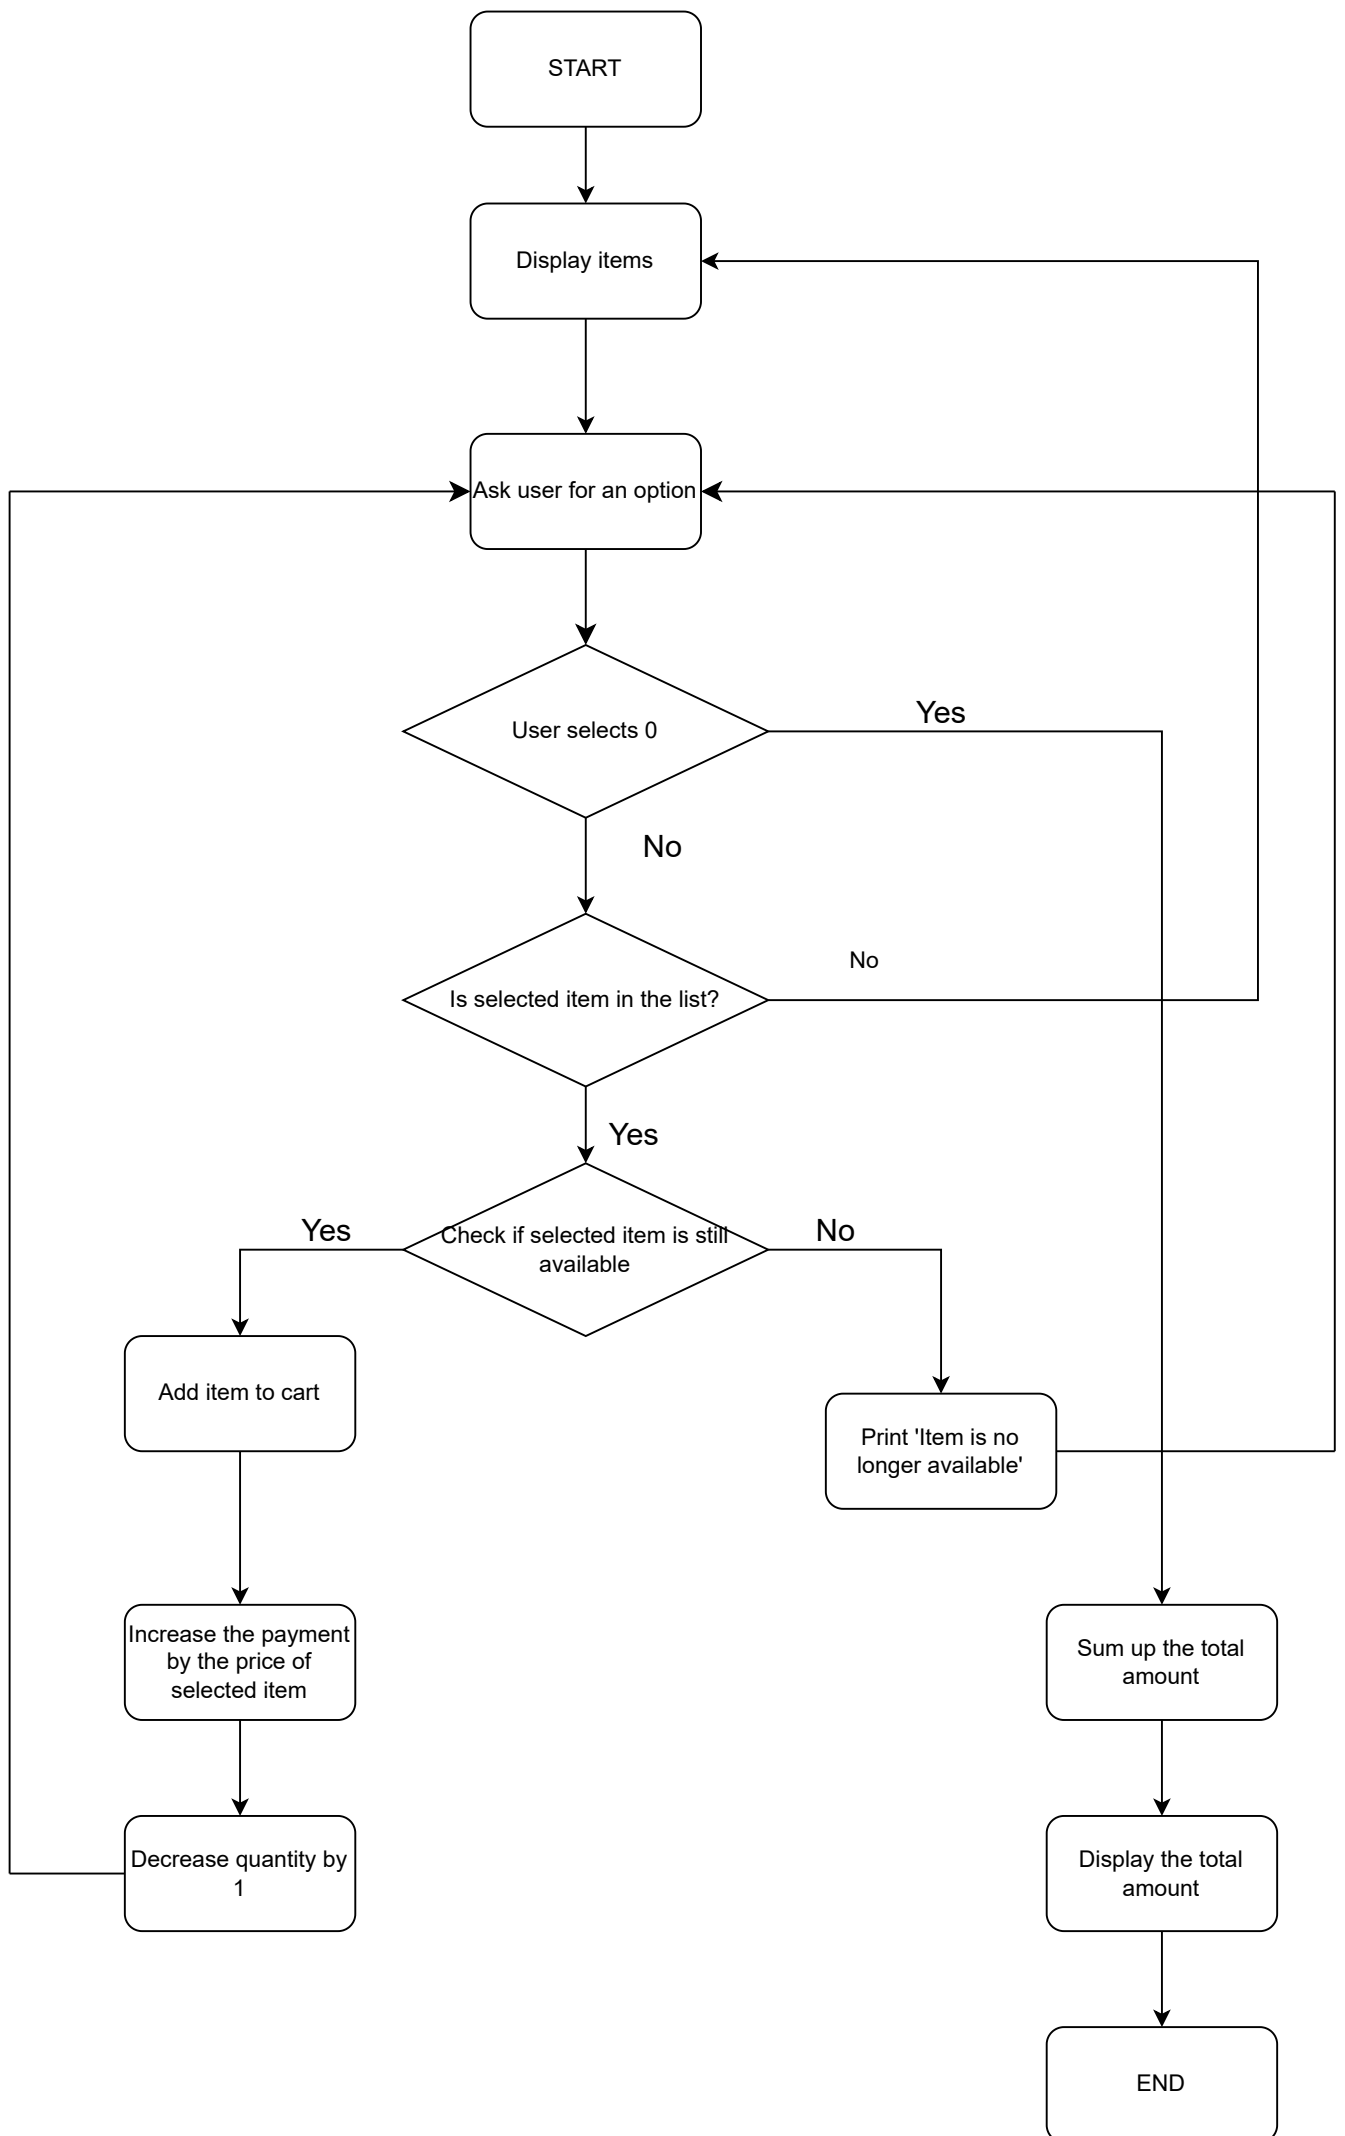 START
Display items
Ask user for an option
User selects 0
Yes
No
Is selected item in the list?
No
Yes
Check if selected item is still
available
Yes
No
Add item to cart
Print 'Item is no
longer available'
Increase the payment
by the price of
selected item
Sum up the total
amount
Decrease quantity by
1
Display the total
amount
END